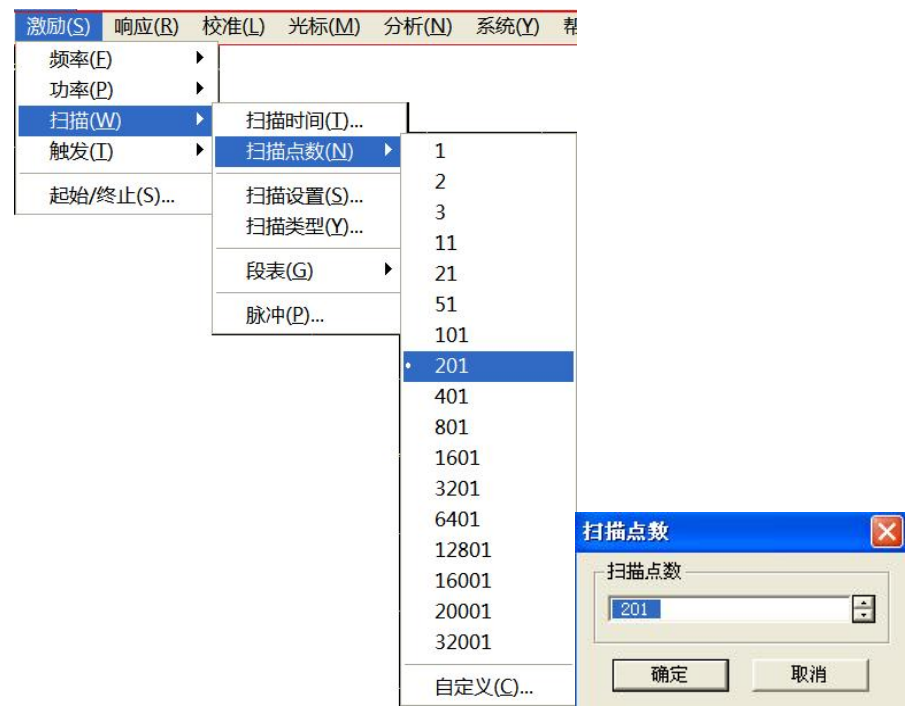 激励(S) 响应(R) 校准(L) 光标(M) 分析(N) 系统(Y)
频率(F)
功率(P)
扫描(W)
触发(T)
起始/终止(S)...
扫描时间(T)...
扫描点数(N)
扫描设置(S)...
扫描类型(Y)...
段表(G)
脉冲(P)...
1
2
3
11
21
51
101
201
401
801
1601
3201
6401
12801
16001
20001
32001
自定义(C)...
扫描点数
扫描点数
201
确定 取消